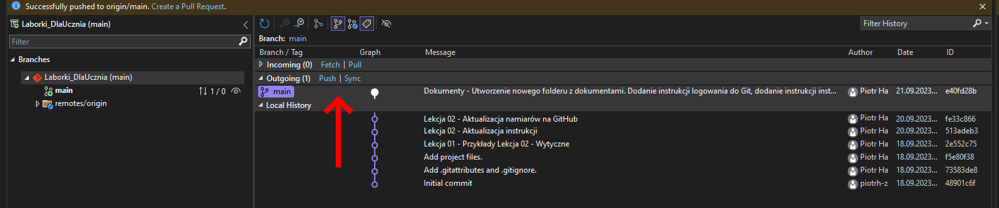 Successfully pushed to origin/main. Create a Pull Request.
Laborki_DlaUcznia (main)
Filter
Branches
Laborki_DlaUcznia (main)
main 1 / 0
remotes/origin
Filter History
Branch: main
Branch / Tag Graph Message Author Date ID
Incoming (0) Fetch | Pull
Outgoing (1) Push | Sync
main Dokumenty - Utworzenie nowego folderu z dokumentami. Dodanie instrukcji logowania do Git, dodanie instrukcji inst... Piotr Ha 21.09.2023... e40fd28b
Local History
Lekcja 02 - Aktualizacja namiarów na GitHub Piotr Ha 20.09.2023... fe33c866
Lekcja 02 - Aktualizacja instrukcji Piotr Ha 20.09.2023... 513adeb3
Lekcja 01 - Przykłady Lekcja 02 - Wytyczne Piotr Ha 18.09.2023... 2e552c75
Add project files. Piotr Ha 18.09.2023... f5e80f38
Add .gitattributes and .gitignore. Piotr Ha 18.09.2023... 73583de8
Initial commit piotrh-z 18.09.2023... 48901c6f